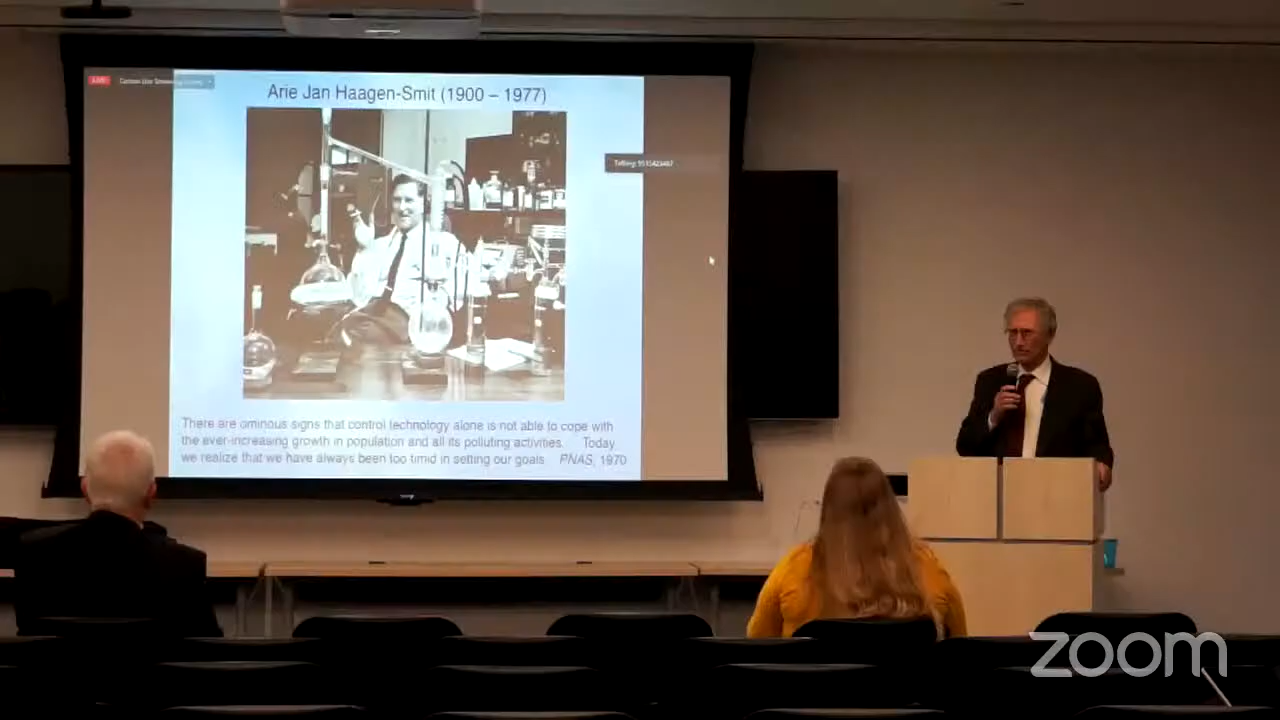 LIVE
Arie Jan Haagen-Smit (1900 – 1977)
Talking:
There are ominous signs that control technology alone is not able to cope with
the ever-increasing growth in population and all its polluting activities. Today
we realize that we have always been too timid in setting our goals. PNAS, 1970
zoom